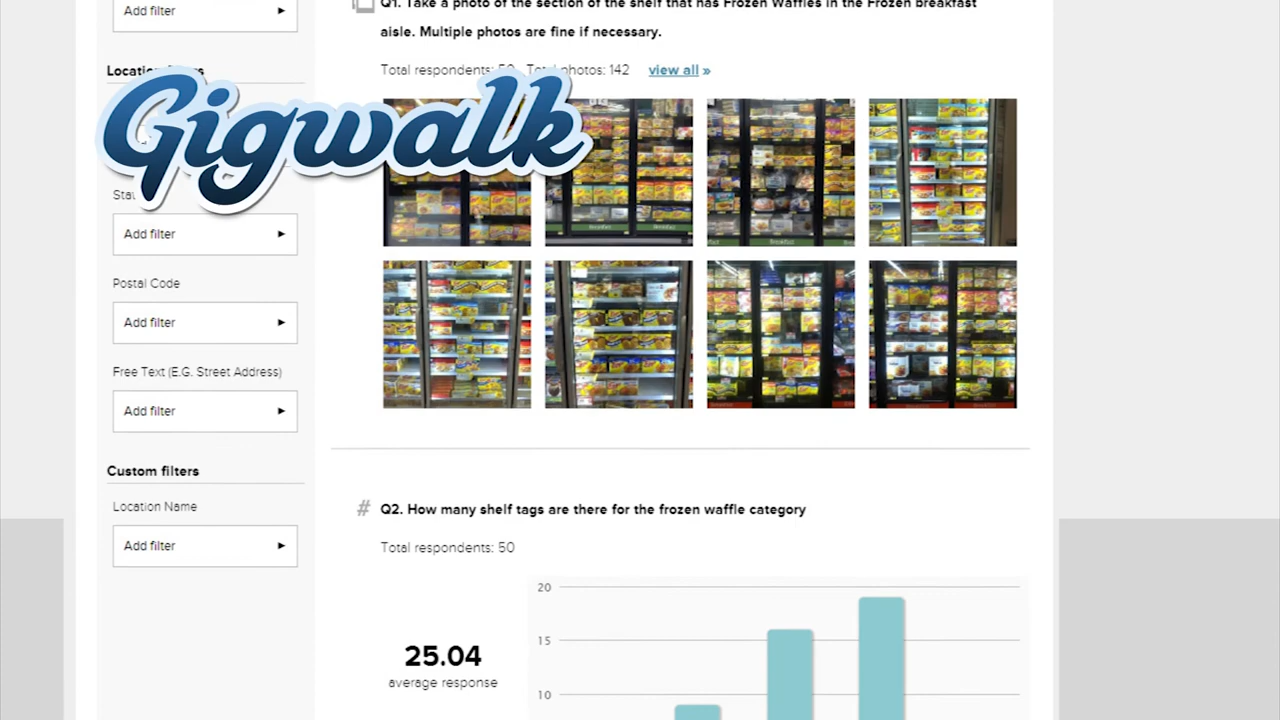 Add filter
Q1. Take a photo of the section of the shelf that has Frozen Waffles in the Frozen breakfast
aisle. Multiple photos are fine if necessary.
Total respondents: 50 Total photos: 142 view all »
Gigwalk
Add filter
Postal Code
Add filter
Free Text (E.G. Street Address)
Add filter
Custom filters
Location Name
Add filter
# Q2. How many shelf tags are there for the frozen waffle category
Total respondents: 50
20
15
10
25.04
average response